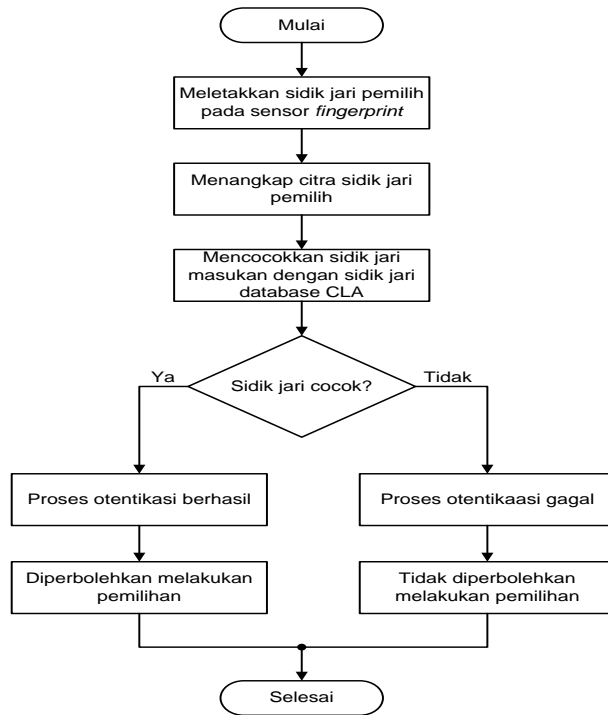 Mulai
Meletakkan sidik jari pemilih
pada sensor fingerprint
Menangkap citra sidik jari
pemilih
Mencocokkan sidik jari
masukan dengan sidik jari
database CLA
Sidik jari cocok?
Ya
Tidak
Proses otentikasi berhasil
Proses otentikaasi gagal
Diperbolehkan melakukan
pemilihan
Tidak diperbolehkan
melakukan pemilihan
Selesai